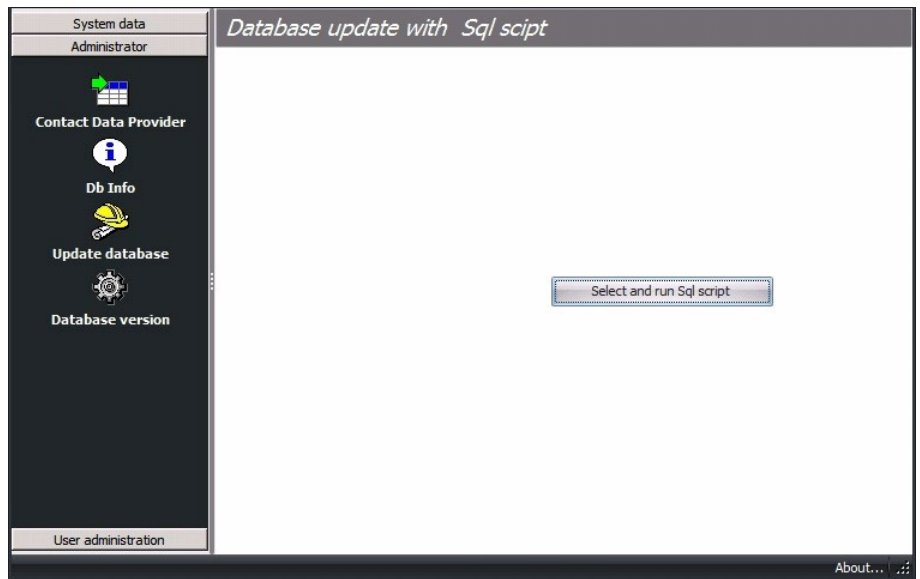 System data
Administrator
Contact Data Provider
Db Info
Update database
Database version
User administration
Database update with Sql scipt
Select and run Sql script
About...